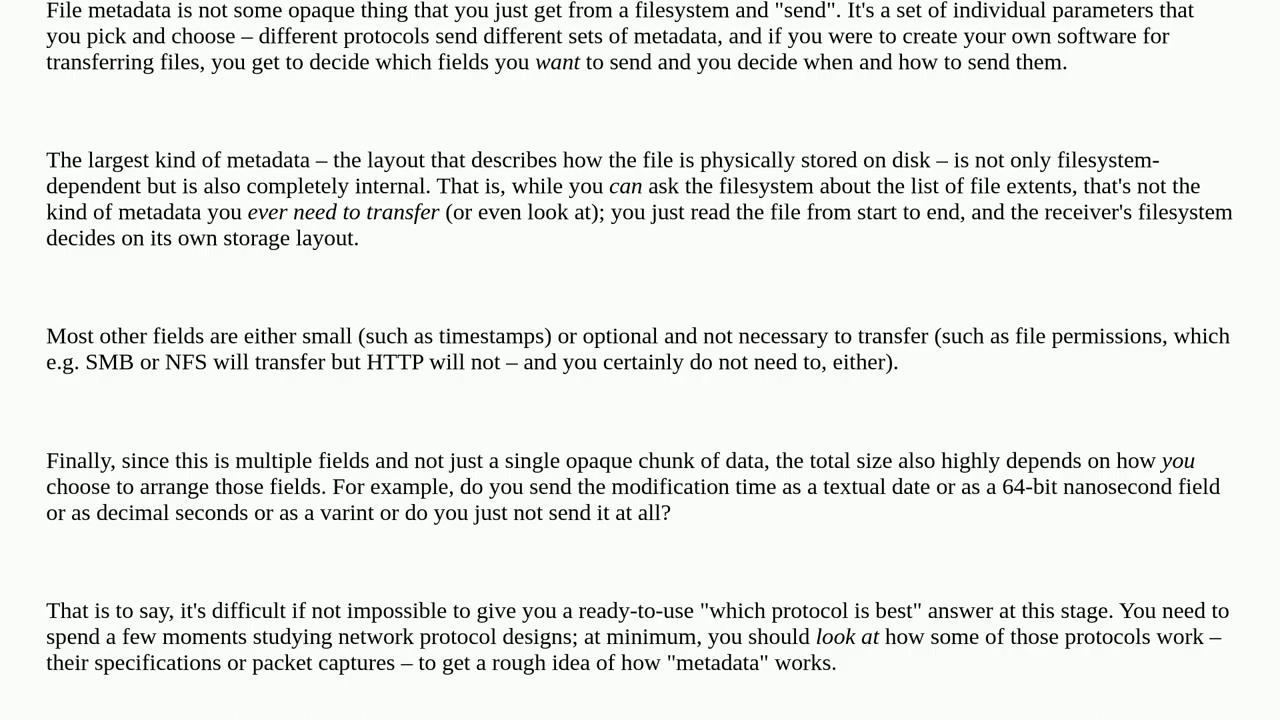 File metadata is not some opaque thing that you just get from a filesystem and "send". It's a set of individual parameters that
you pick and choose – different protocols send different sets of metadata, and if you were to create your own software for
transferring files, you get to decide which fields you want to send and you decide when and how to send them.
The largest kind of metadata – the layout that describes how the file is physically stored on disk – is not only filesystem-
dependent but is also completely internal. That is, while you can ask the filesystem about the list of file extents, that's not the
kind of metadata you ever need to transfer (or even look at); you just read the file from start to end, and the receiver's filesystem
decides on its own storage layout.
Most other fields are either small (such as timestamps) or optional and not necessary to transfer (such as file permissions, which
e.g. SMB or NFS will transfer but HTTP will not – and you certainly do not need to, either).
Finally, since this is multiple fields and not just a single opaque chunk of data, the total size also highly depends on how you
choose to arrange those fields. For example, do you send the modification time as a textual date or as a 64-bit nanosecond field
or as decimal seconds or as a varint or do you just not send it at all?
That is to say, it's difficult if not impossible to give you a ready-to-use "which protocol is best" answer at this stage. You need to
spend a few moments studying network protocol designs; at minimum, you should look at how some of those protocols work –
their specifications or packet captures – to get a rough idea of how "metadata" works.